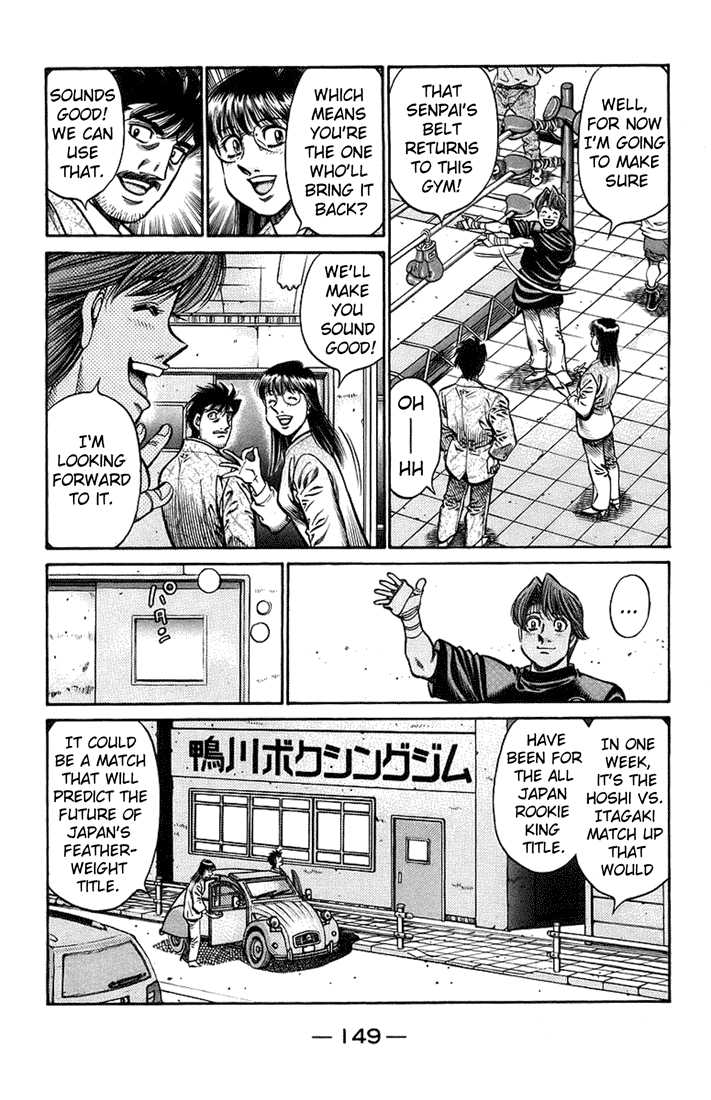 WELL,
FOR NOW
I'M GOING
TO MAKE
SURE
THAT
SENPAI'S
BELT
RETURNS
TO THIS
GYM!
OH
—
HH
WHICH
MEANS
YOU'RE
THE ONE
WHO'LL
BRING IT
BACK?
SOUNDS
GOOD!
WE CAN
USE
THAT.
WE'LL
MAKE
YOU
SOUND
GOOD!
I'M
LOOKING
FORWARD
TO IT.
...
パタン
IN ONE
WEEK,
IT'S THE
HOSHI VS.
ITAGAKI
MATCH UP
THAT
WOULD
HAVE
BEEN FOR
THE ALL
JAPAN
ROOKIE
KING
TITLE.
鴨川ボクシングジム
IT COULD
BE A MATCH
THAT WILL
PREDICT THE
FUTURE OF
JAPAN'S
FEATHER-
WEIGHT
TITLE.
— 149 —